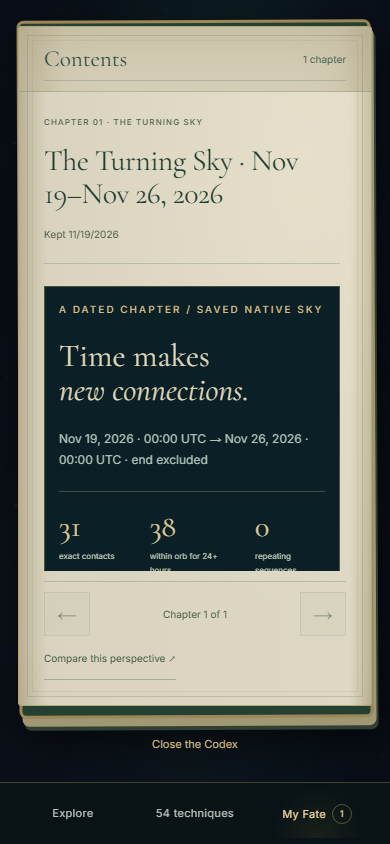 Contents
1 chapter
CHAPTER 01 · THE TURNING SKY
The Turning Sky · Nov
19–Nov 26, 2026
Kept 11/19/2026
A DATED CHAPTER / SAVED NATIVE SKY
Time makes
new connections.
Nov 19, 2026 · 00:00 UTC → Nov 26, 2026 ·
00:00 UTC · end excluded
31
38
0
exact contacts
within orb for 24+
hours
repeating
sequences
←
Chapter 1 of 1
→
Compare this perspective ↗
Close the Codex
Explore
54 techniques
My Fate 1